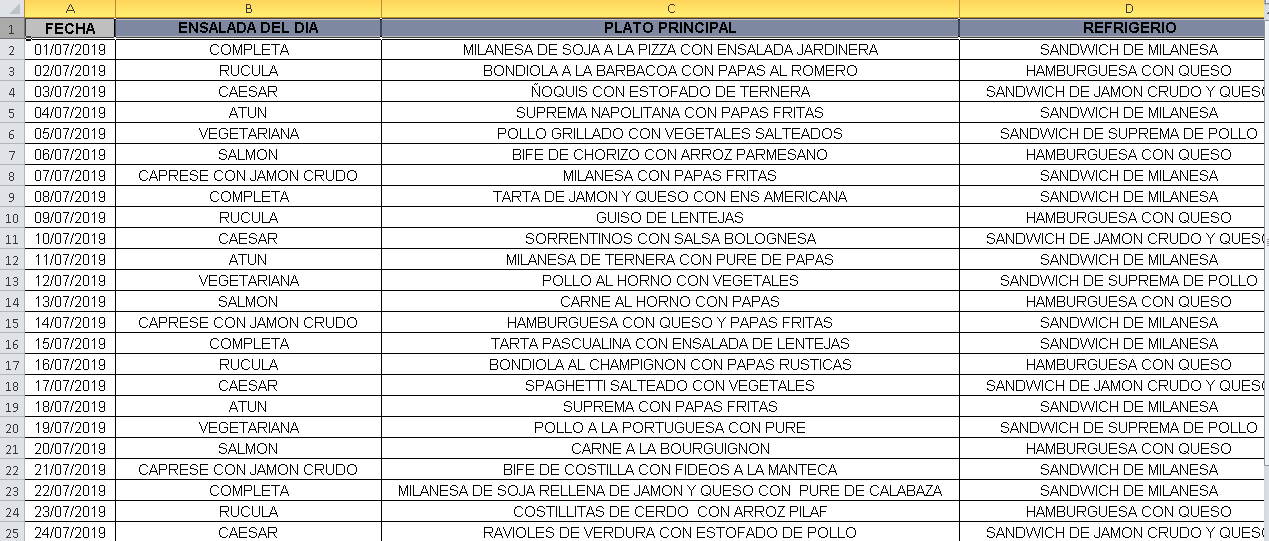 A B C D
1 FECHA ENSALADA DEL DIA PLATO PRINCIPAL REFRIGERIO
2 01/07/2019 COMPLETA MILANESA DE SOJA A LA PIZZA CON ENSALADA JARDINERA SANDWICH DE MILANESA
3 02/07/2019 RUCULA BONDIOLA A LA BARBACOA CON PAPAS AL ROMERO HAMBURGUESA CON QUESO
4 03/07/2019 CAESAR ÑOQUIS CON ESTOFADO DE TERNERA SANDWICH DE JAMON CRUDO Y QUESO
5 04/07/2019 ATUN SUPREMA NAPOLITANA CON PAPAS FRITAS SANDWICH DE MILANESA
6 05/07/2019 VEGETARIANA POLLO GRILLADO CON VEGETALES SALTEADOS SANDWICH DE SUPREMA DE POLLO
7 06/07/2019 SALMON BIFE DE CHORIZO CON ARROZ PARMESANO HAMBURGUESA CON QUESO
8 07/07/2019 CAPRESE CON JAMON CRUDO MILANESA CON PAPAS FRITAS SANDWICH DE MILANESA
9 08/07/2019 COMPLETA TARTA DE JAMON Y QUESO CON ENS AMERICANA SANDWICH DE MILANESA
10 09/07/2019 RUCULA GUISO DE LENTEJAS HAMBURGUESA CON QUESO
11 10/07/2019 CAESAR SORRENTINOS CON SALSA BOLOGNESA SANDWICH DE JAMON CRUDO Y QUESO
12 11/07/2019 ATUN MILANESA DE TERNERA CON PURE DE PAPAS SANDWICH DE MILANESA
13 12/07/2019 VEGETARIANA POLLO AL HORNO CON VEGETALES SANDWICH DE SUPREMA DE POLLO
14 13/07/2019 SALMON CARNE AL HORNO CON PAPAS HAMBURGUESA CON QUESO
15 14/07/2019 CAPRESE CON JAMON CRUDO HAMBURGUESA CON QUESO Y PAPAS FRITAS SANDWICH DE MILANESA
16 15/07/2019 COMPLETA TARTA PASCUALINA CON ENSALADA DE LENTEJAS SANDWICH DE MILANESA
17 16/07/2019 RUCULA BONDIOLA AL CHAMPIGNON CON PAPAS RUSTICAS HAMBURGUESA CON QUESO
18 17/07/2019 CAESAR SPAGHETTI SALTEADO CON VEGETALES SANDWICH DE JAMON CRUDO Y QUESO
19 18/07/2019 ATUN SUPREMA CON PAPAS FRITAS SANDWICH DE MILANESA
20 19/07/2019 VEGETARIANA POLLO A LA PORTUGUESA CON PURE SANDWICH DE SUPREMA DE POLLO
21 20/07/2019 SALMON CARNE A LA BOURGUIGNON HAMBURGUESA CON QUESO
22 21/07/2019 CAPRESE CON JAMON CRUDO BIFE DE COSTILLA CON FIDEOS A LA MANTECA SANDWICH DE MILANESA
23 22/07/2019 COMPLETA MILANESA DE SOJA RELLENA DE JAMON Y QUESO CON PURE DE CALABAZA SANDWICH DE MILANESA
24 23/07/2019 RUCULA COSTILLITAS DE CERDO CON ARROZ PILAF HAMBURGUESA CON QUESO
25 24/07/2019 CAESAR RAVIOLES DE VERDURA CON ESTOFADO DE POLLO SANDWICH DE JAMON CRUDO Y QUESO